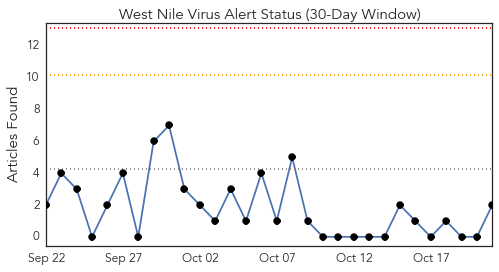 West Nile Virus Alert Status (30-Day Window)
Articles Found
12
10
8
6
4
2
0
Sep 22 Sep 27 Oct 02 Oct 07 Oct 12 Oct 17